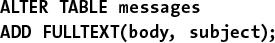 ALTER TABLE messages
ADD FULLTEXT(body, subject);